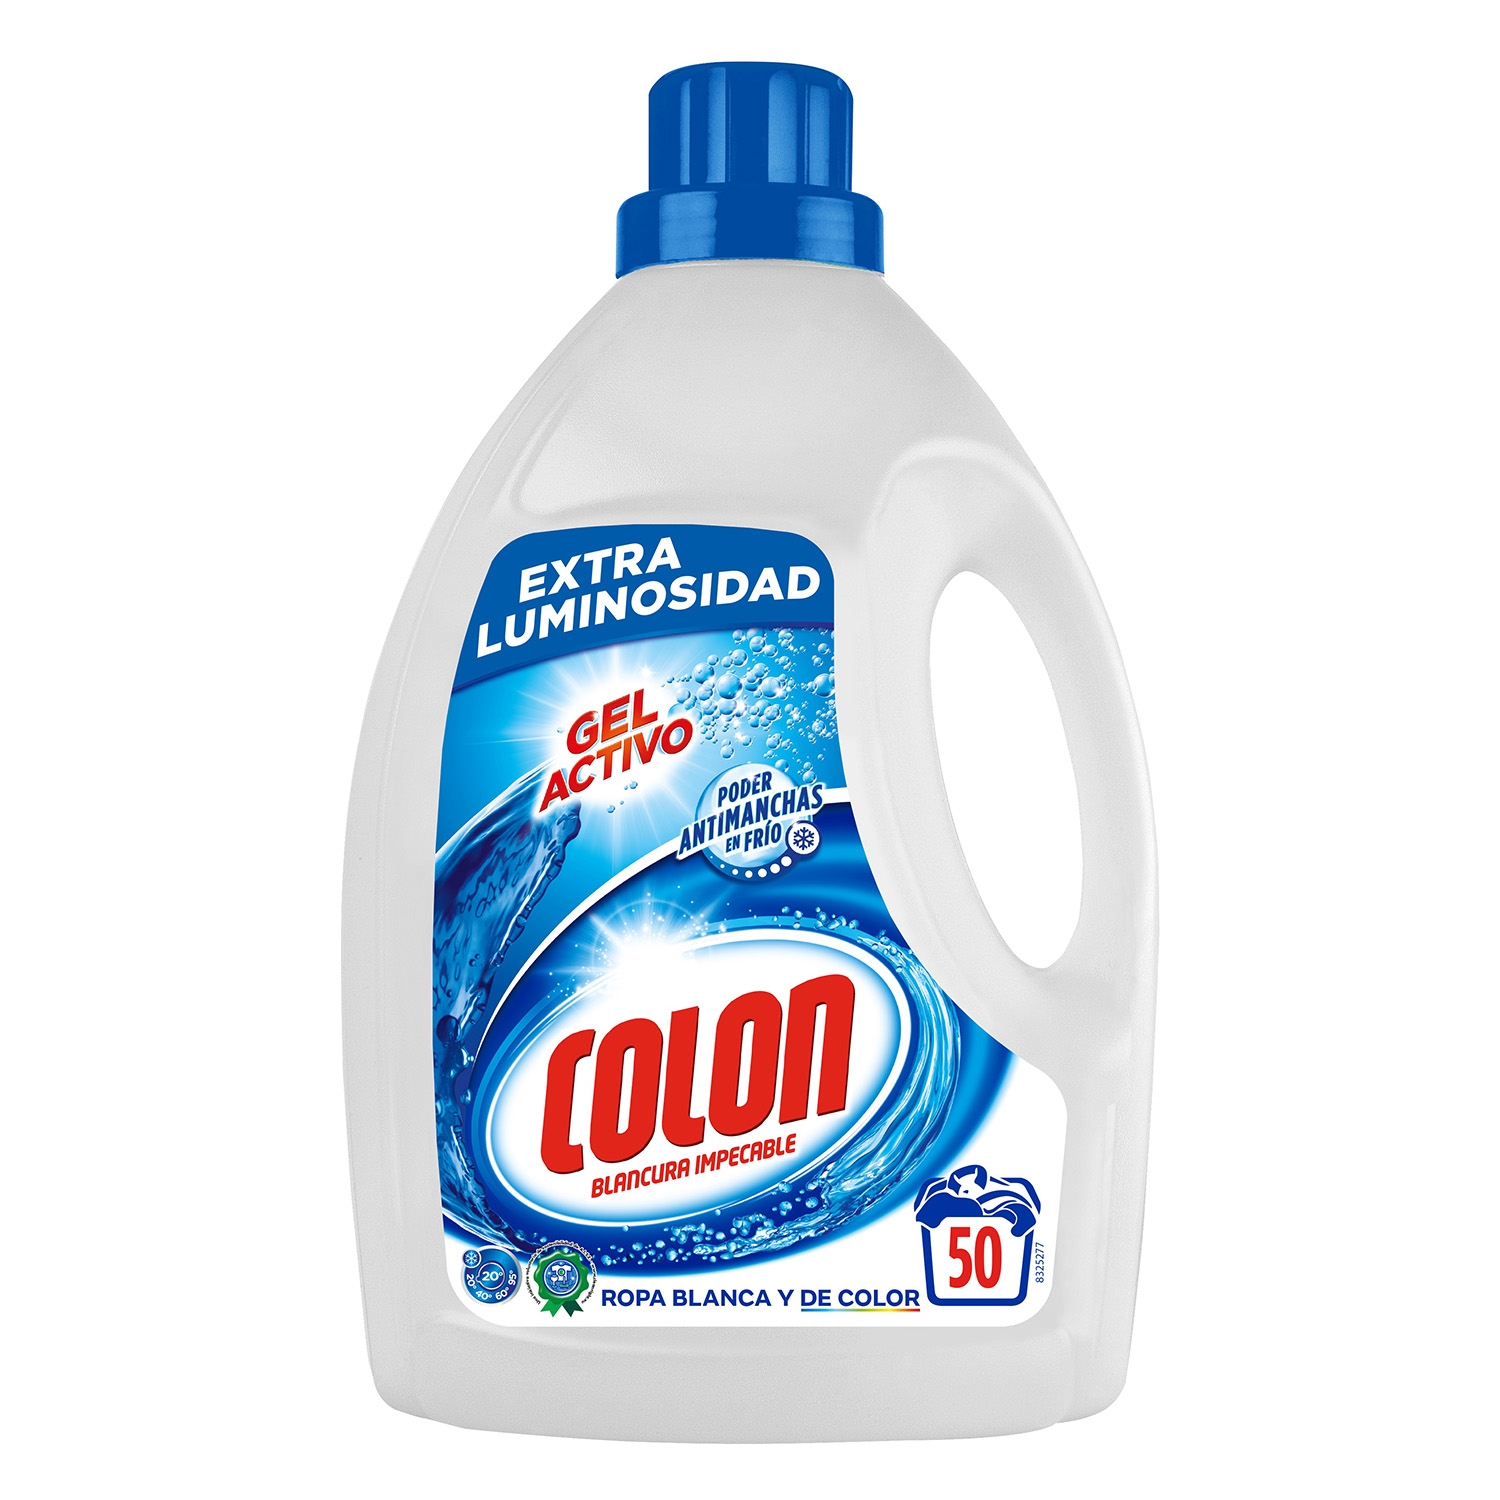 EXTRA
LUMINOSIDAD
GEL
ACTIVO
PODER
ANTIMANCHAS
EN FRÍO
COLON
BLANCURA IMPECABLE
20°
20°
40°
60°
95°
ROPA BLANCA Y DE COLOR
50
8325277